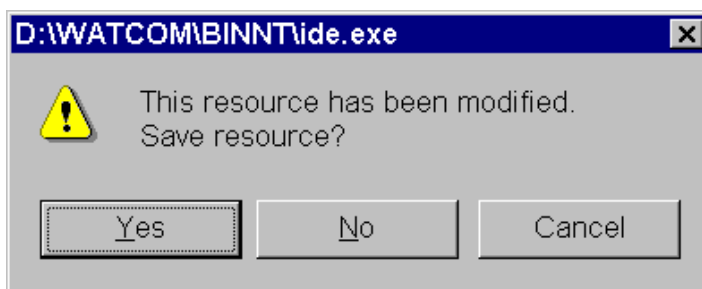 D:\WATCOM\BINNT\ide.exe
This resource has been modified.
Save resource?
Yes
No
Cancel